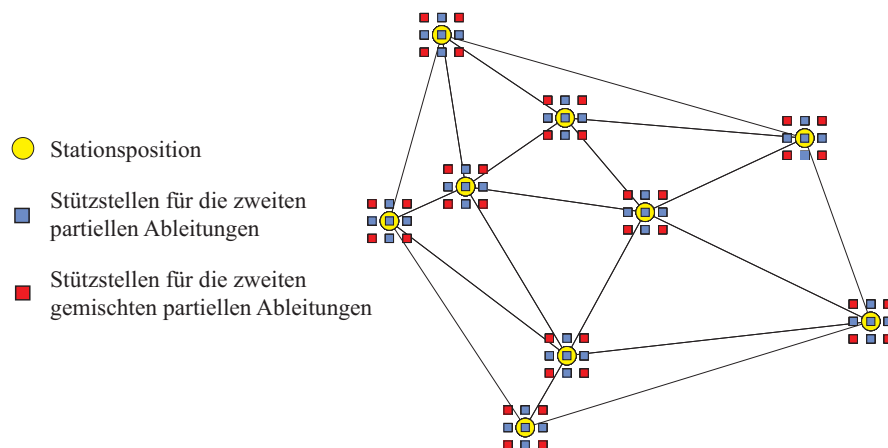 Stationsposition
Stützstellen für die zweiten
partiellen Ableitungen
Stützstellen für die zweiten
gemischten partiellen Ableitungen